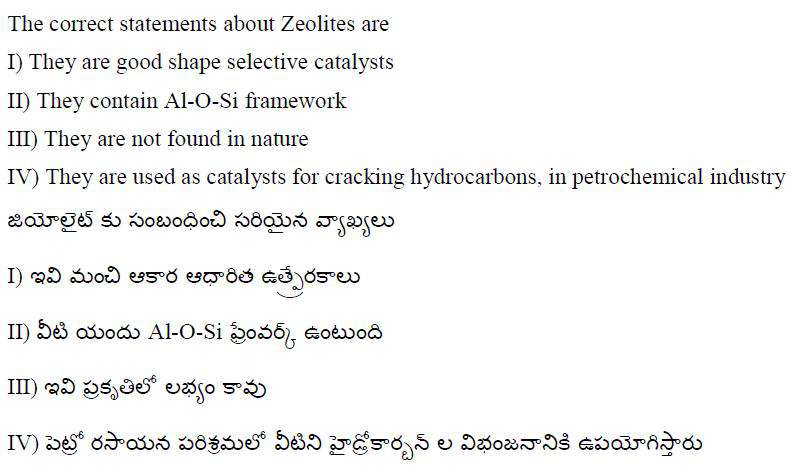 The correct statements about Zeolites are
I) They are good shape selective catalysts
II) They contain Al-O-Si framework
III) They are not found in nature
IV) They are used as catalysts for cracking hydrocarbons, in petrochemical industry
జియోలైట్ కు సంబంధించి సరియైన వ్యాఖ్యలు
I) ఇవి మంచి ఆకార ఆధారిత ఉత్ప్రేరకాలు
II) వీటి యందు Al-O-Si ఫ్రేంవర్క్ ఉంటుంది
III) ఇవి ప్రకృతిలో లభ్యం కావు
IV) పెట్రో రసాయన పరిశ్రమలో వీటిని హైడ్రోకార్బన్ ల విభంజనానికి ఉపయోగిస్తారు